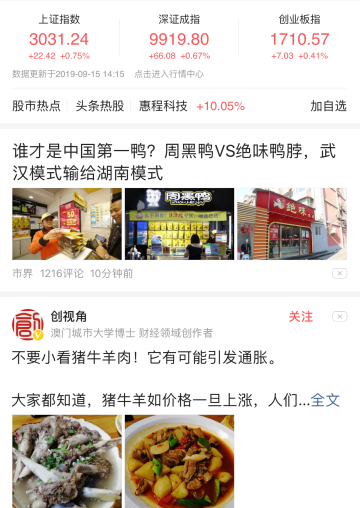 上证指数 深证成指 创业板指
3031.24 9919.80 1710.57
+22.42 +0.75% +66.08 +0.67% +7.03 +0.41%
数据更新于2019-09-15 14:15 点击进入行情中心
股市热点 头条热股 惠程科技 +10.05% 加自选
谁才是中国第一鸭？周黑鸭VS绝味鸭脖，武
汉模式输给湖南模式
周黑鸭
绝味
市界 1216评论 10分钟前
创视角 关注
澳门城市大学博士 财经领域创作者
不要小看猪牛羊肉！它有可能引发通胀。
大家都知道，猪牛羊如价格一旦上涨，人们...全文